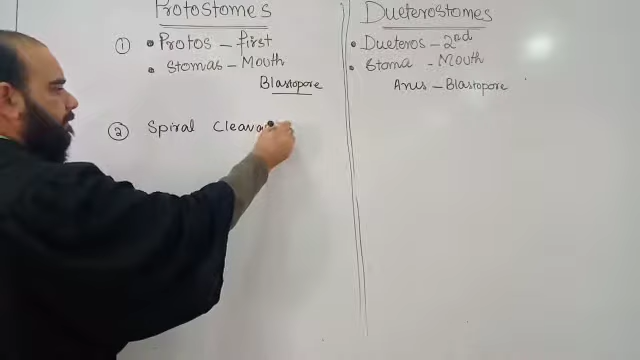 Protostomes
① • Protos - first
• Stomas - Mouth
Blastopore
② Spiral Cleava
Dueterostomes
• Dueteros - 2nd
• Stoma - Mouth
Anus - Blastopore